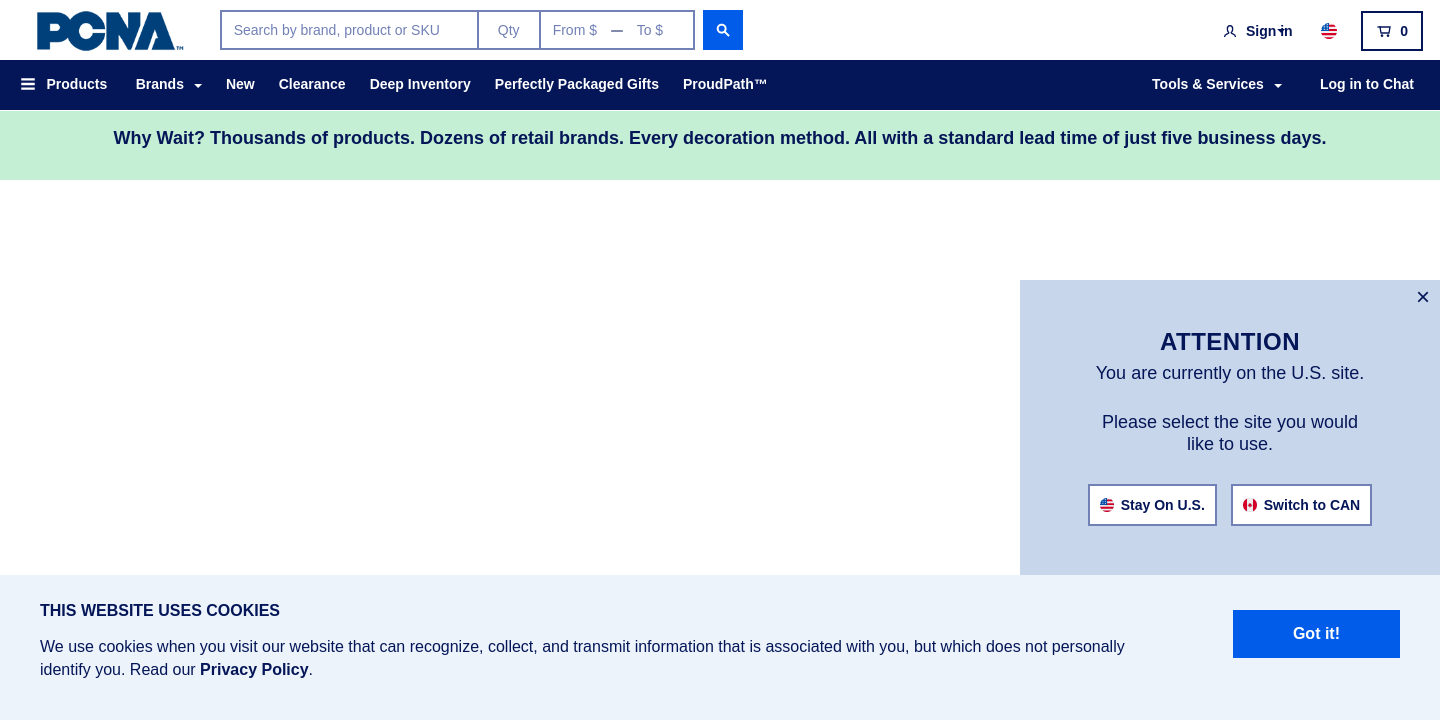 PCNA™
Search by brand, product or SKU Qty From $ — To $
Sign in 0
Products Brands New Clearance Deep Inventory Perfectly Packaged Gifts ProudPath™ Tools & Services Log in to Chat
Why Wait? Thousands of products. Dozens of retail brands. Every decoration method. All with a standard lead time of just five business days.
ATTENTION
You are currently on the U.S. site.
Please select the site you would
like to use.
Stay On U.S. Switch to CAN
THIS WEBSITE USES COOKIES
We use cookies when you visit our website that can recognize, collect, and transmit information that is associated with you, but which does not personally
identify you. Read our Privacy Policy.
Got it!